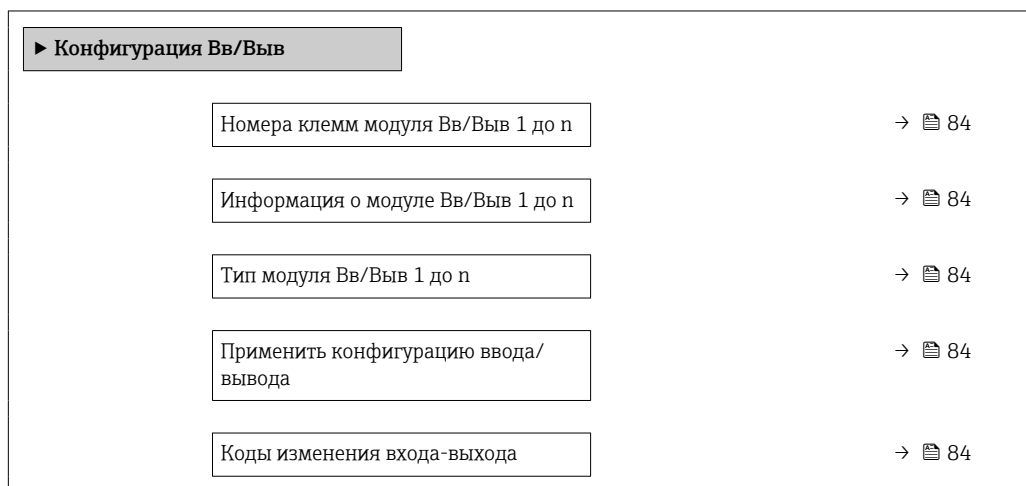 ► Конфигурация Вв/Выв
Номера клемм модуля Вв/Выв 1 до n → 84
Информация о модуле Вв/Выв 1 до n → 84
Тип модуля Вв/Выв 1 до n → 84
Применить конфигурацию ввода/ → 84
вывода
Коды изменения входа-выхода → 84